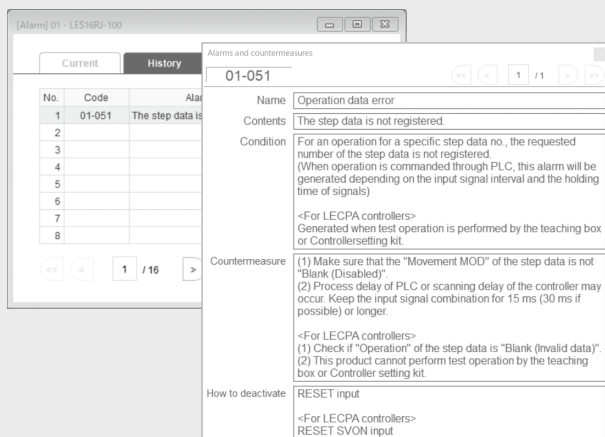 [Alarm] 01 - LES16RJ-100
Current
History
No.
Code
1
01-051
The step data is
2
3
4
5
6
7
8
<<
<
1
/ 16
>
Alarms and countermeasures
01-051
<<
<
1
/ 1
>
>>
Name
Operation data error
Contents
The step data is not registered.
Condition
For an operation for a specific step data no., the requested
number of the step data is not registered.
(When operation is commanded through PLC, this alarm will be
generated depending on the input signal interval and the holding
time of signals)
<For LECPA controllers>
Generated when test operation is performed by the teaching box
or Controllersetting kit.
Countermeasure
(1) Make sure that the "Movement MOD" of the step data is not
"Blank (Disabled)".
(2) Process delay of PLC or scanning delay of the controller may
occur. Keep the input signal combination for 15 ms (30 ms if
possible) or longer.
<For LECPA controllers>
(1) Check if "Operation" of the step data is "Blank (Invalid data)".
(2) This product cannot perform test operation by the teaching
box or Controller setting kit.
How to deactivate
RESET input
<For LECPA controllers>
RESET SVON input